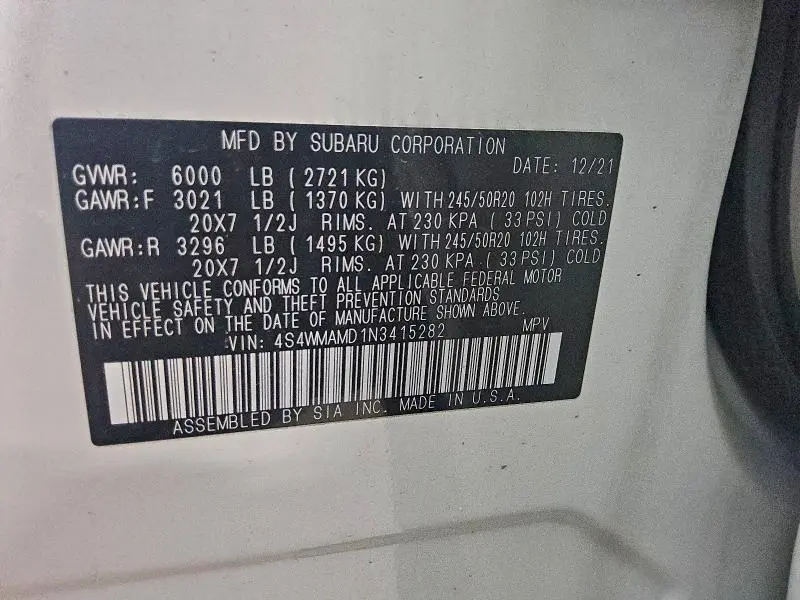 MFD BY SUBARU CORPORATION
DATE: 12/21
GVWR: 6000 LB ( 2721 KG)
GAWR:F 3021 LB ( 1370 KG) WITH 245/50R20 102H TIRES.
20X7 1/2J RIMS. AT 230 KPA ( 33 PSI) COLD
GAWR:R 3296 LB ( 1495 KG) WITH 245/50R20 102H TIRES.
20X7 1/2J RIMS. AT 230 KPA ( 33 PSI) COLD
THIS VEHICLE CONFORMS TO ALL APPLICABLE FEDERAL MOTOR
VEHICLE SAFETY AND THEFT PREVENTION STANDARDS
IN EFFECT ON THE DATE OF MANUFACTURE SHOWN ABOVE.
VIN: 4S4WMAMD1N3415282 MPV
ASSEMBLED BY SIA INC. MADE IN U.S.A.